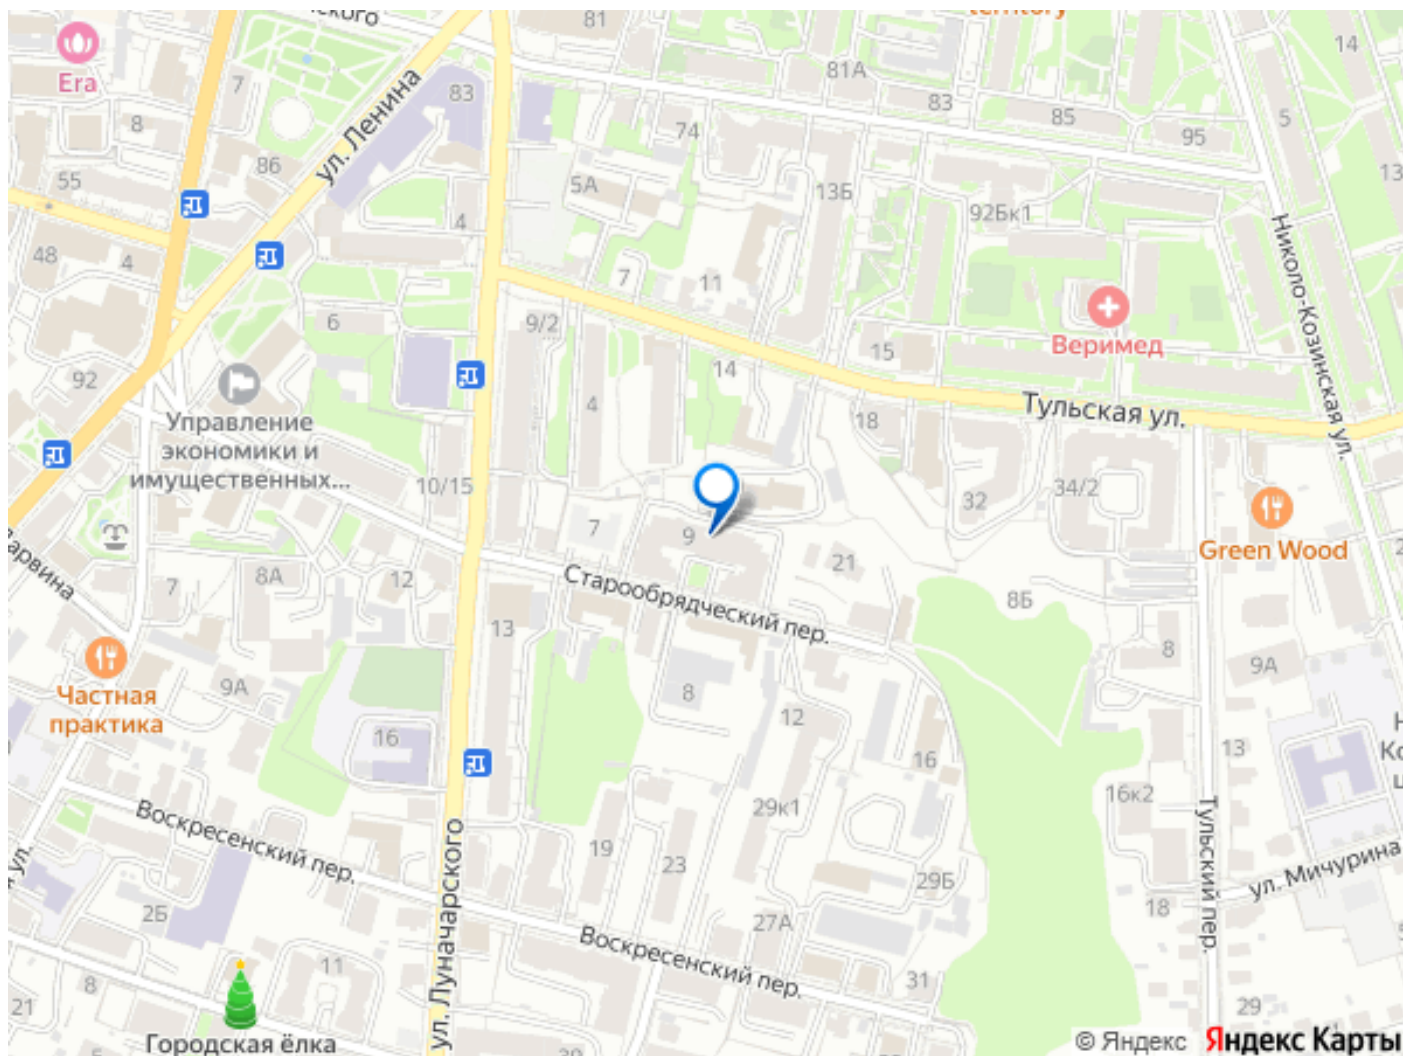 territory
81
14
Era
7
83
81А
83
85
5
95
8
ул. Ленина
74
86
55
5А
13Б
13
92Бк1
4
48
4
7
11
Николо-Козинская ул.
6
9/2
15
Веримед
92
14
Управление
экономики и
имущественных...
4
18
Тульская ул.
10/15
32
34/2
7
9
Green Wood
21
7
8А
12
Старообрядческий пер.
8Б
13
8
9А
Частная
практика
9А
8
12
16
16
13
Воскресенский пер.
29к1
16к2
Тульский пер.
19
23
ул. Мичурина
29Б
2Б
ул. Луначарского
27А
18
Воскресенский пер.
11
31
8
21
29
Городская ёлка
© Яндекс
Яндекс Карты